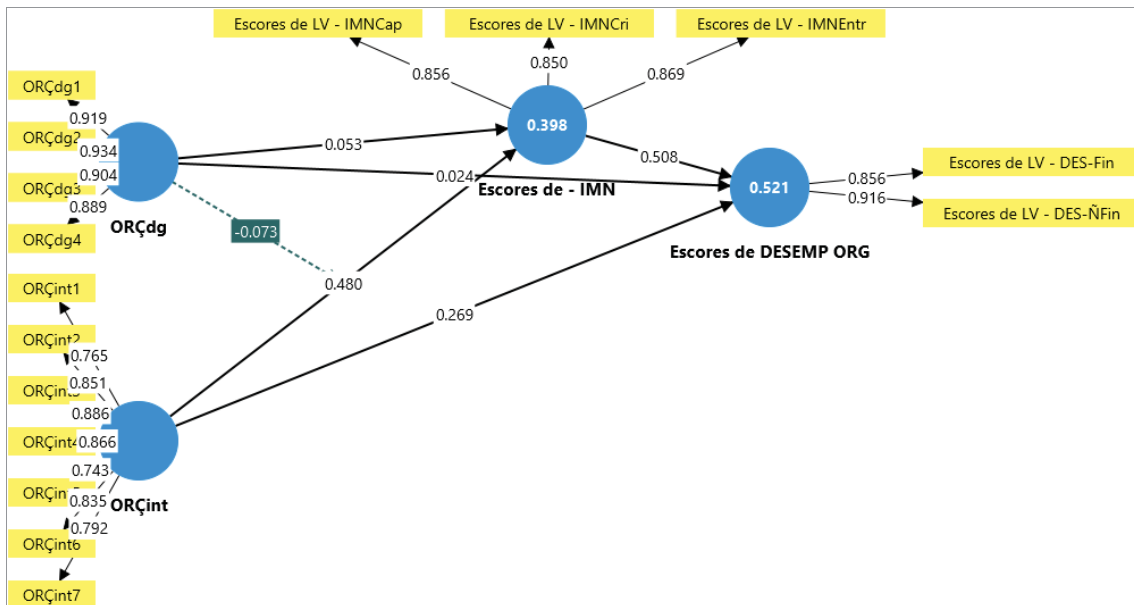 Escores de LV - IMNCap
Escores de LV - IMNCri
Escores de LV - IMNEntr
0.856
0.850
0.869
ORÇdg1
ORÇdg2
ORÇdg3
ORÇdg4
0.919
0.934
0.904
0.889
ORÇdg
0.053
0.398
Escores de - IMN
0.508
0.024
-0.073
0.521
Escores de DESEMP ORG
0.856
0.916
Escores de LV - DES-Fin
Escores de LV - DES-ÑFin
0.480
0.269
ORÇint1
ORÇint2
ORÇint4
ORÇint6
ORÇint7
0.765
0.851
0.886
0.866
0.743
0.835
0.792
ORÇint